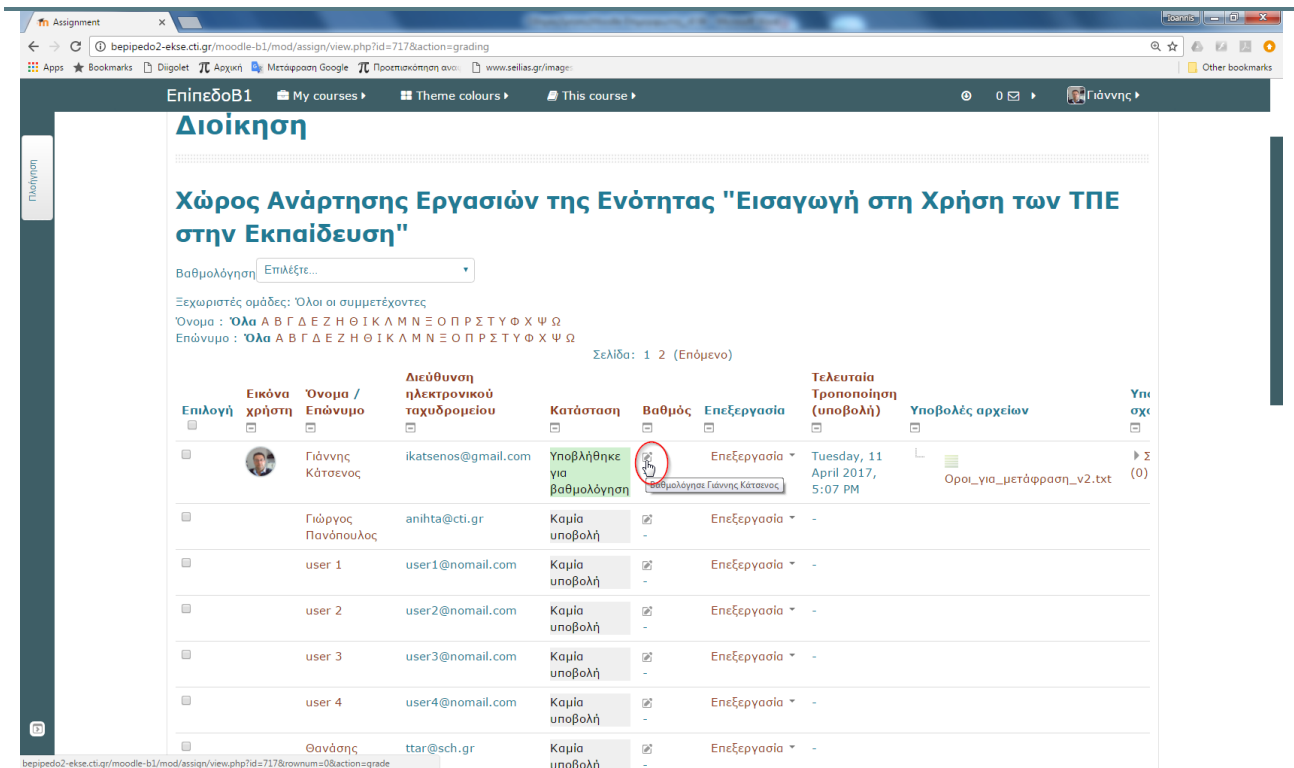 Assignment
Ioannis
bepipedo2-ekse.cti.gr/moodle-b1/mod/assign/view.php?id=717&action=grading
Apps Bookmarks Diigolet Αρχική Μετάφραση Google Προεπισκόπηση ανα www.seilias.gr/image Other bookmarks
ΕπίπεδοΒ1 My courses Theme colours This course 0 Γιάννης
Διοίκηση
Πλοήγηση
Χώρος Ανάρτησης Εργασιών της Ενότητας "Εισαγωγή στη Χρήση των ΤΠΕ
στην Εκπαίδευση"
Βαθμολόγηση Επιλέξτε...
Ξεχωριστές ομάδες: Όλοι οι συμμετέχοντες
Όνομα : Όλα Α Β Γ Δ Ε Ζ Η Θ Ι Κ Λ Μ Ν Ξ Ο Π Ρ Σ Τ Υ Φ Χ Ψ Ω
Επώνυμο : Όλα Α Β Γ Δ Ε Ζ Η Θ Ι Κ Λ Μ Ν Ξ Ο Π Ρ Σ Τ Υ Φ Χ Ψ Ω
Σελίδα: 1 2 (Επόμενο)
Επιλογή
Εικόνα
χρήστη
Όνομα /
Επώνυμο
Διεύθυνση
ηλεκτρονικού
ταχυδρομείου
Κατάσταση
Βαθμός
Επεξεργασία
Τελευταία
Τροποποίηση
(υποβολή)
Υποβολές αρχείων
Υπο
σχο
Γιάννης
Κάτσενος
ikatsenos@gmail.com
Υποβλήθηκε
για
βαθμολόγηση
Βαθμολόγησε Γιάννης Κάτσενος
Επεξεργασία
Tuesday, 11
April 2017,
5:07 PM
Οροι_για_μετάφραση_v2.txt
Σ
(0)
Γιώργος
Πανόπουλος
anihta@cti.gr
Καμία
υποβολή
-
Επεξεργασία
-
user 1
user1@nomail.com
Καμία
υποβολή
-
Επεξεργασία
-
user 2
user2@nomail.com
Καμία
υποβολή
-
Επεξεργασία
-
user 3
user3@nomail.com
Καμία
υποβολή
-
Επεξεργασία
-
user 4
user4@nomail.com
Καμία
υποβολή
-
Επεξεργασία
-
Θανάσης
ttar@sch.gr
Καμία
υποβολή
-
Επεξεργασία
-
bepipedo2-ekse.cti.gr/moodle-b1/mod/assign/view.php?id=717&rownum=0&action=grade